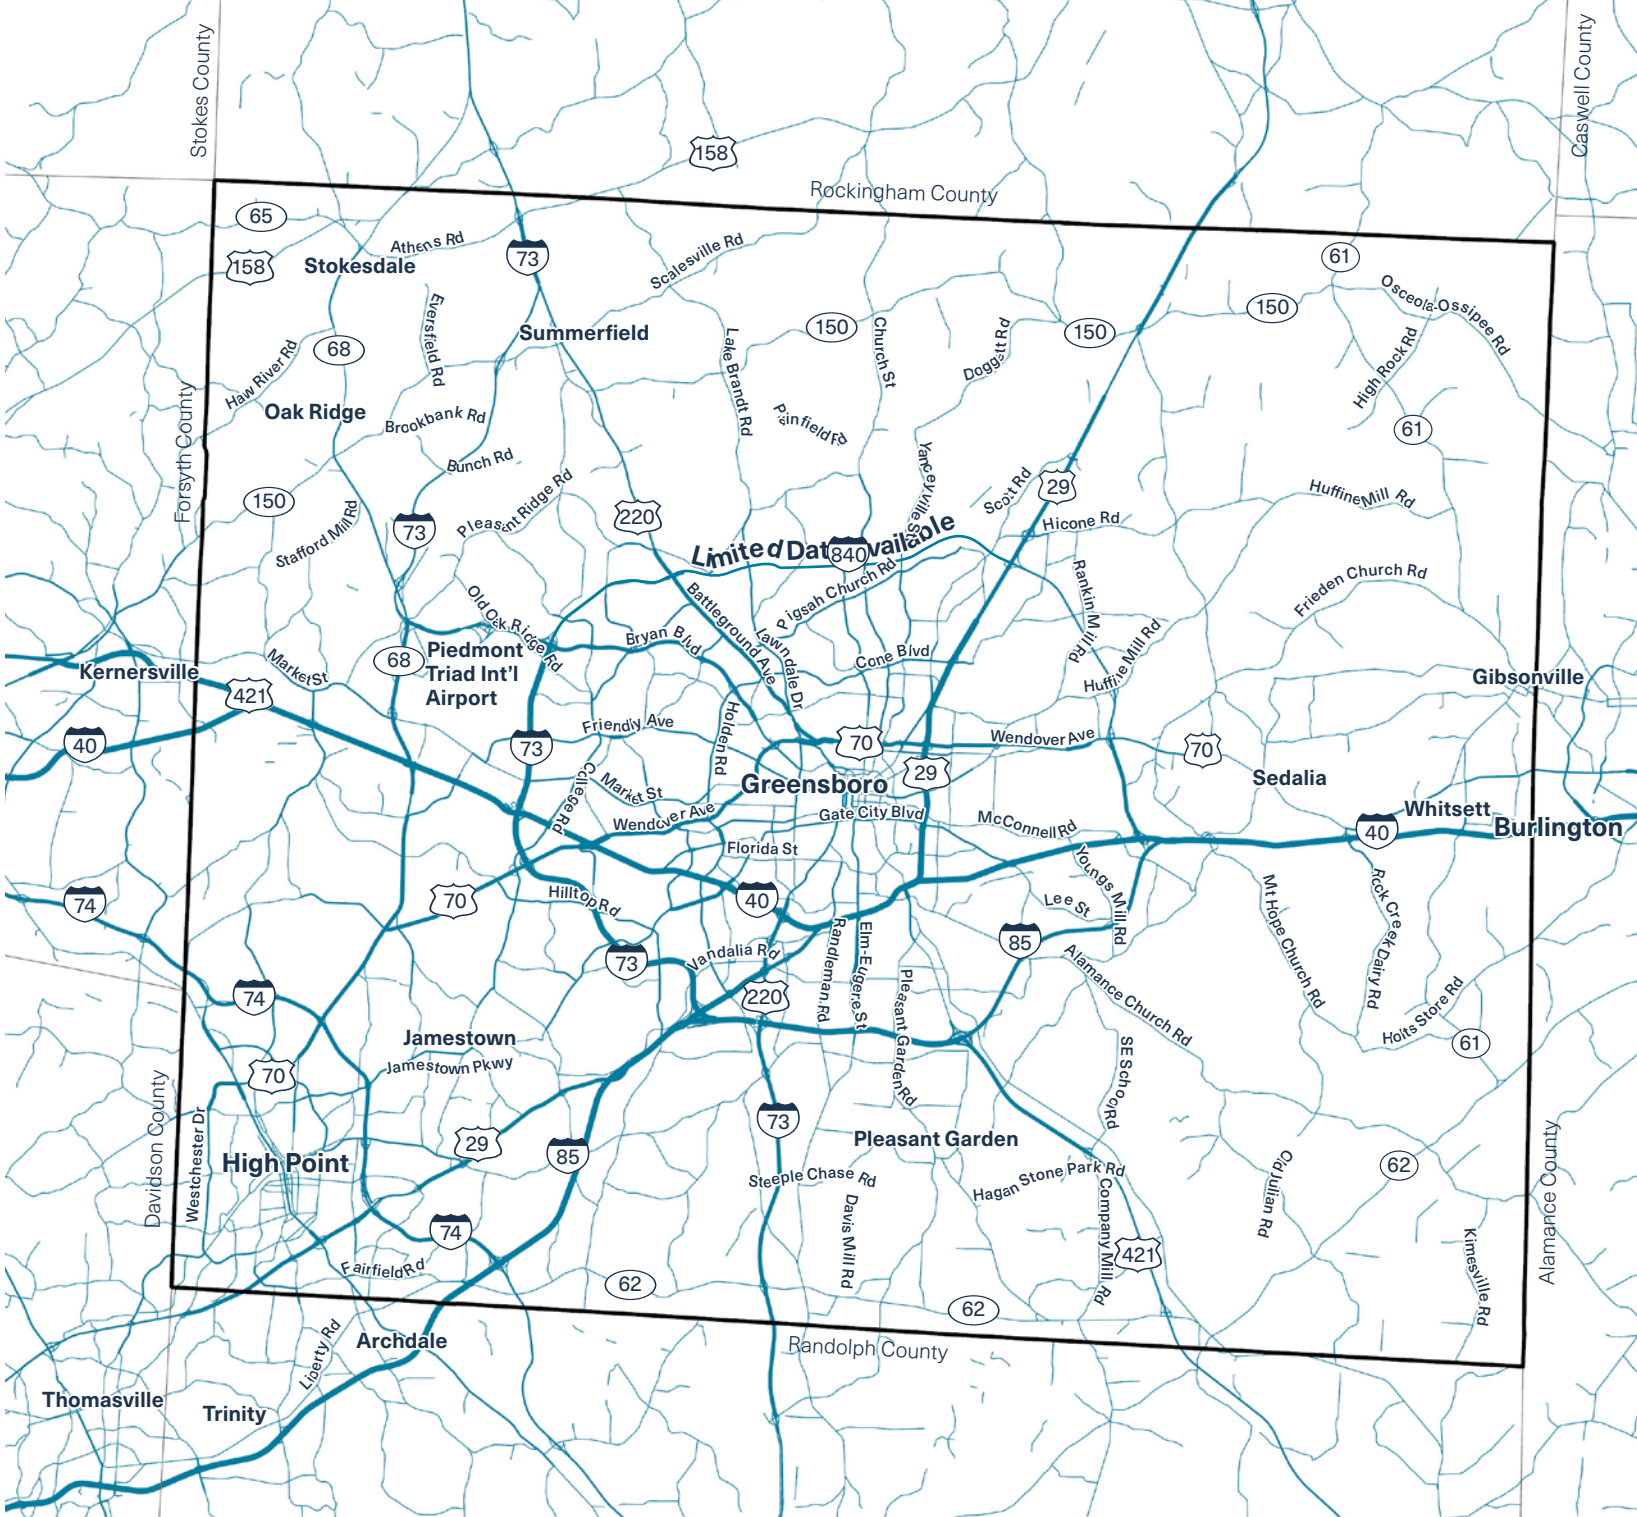 Stokes County
Caswell County
158
Rockingham County
65
Athens Rd
158
Stokesdale
73
Scalesville Rd
61
Osceola-Ossipee Rd
150
150
150
Summerfield
Eversfield Rd
Church St
Doggett Rd
Lake Brandt Rd
High Rock Rd
68
Haw River Rd
Oak Ridge
Brookbank Rd
61
Forsyth County
Bunch Rd
Yanceyville St
Scott Rd
29
Huffine Mill Rd
150
Pleasant Ridge Rd
220
Hicone Rd
Stafford Mill Rd
73
Limited Data Available
840
Pigsah Church Rd
Rankin Mill Rd
Frieden Church Rd
Old Oak Ridge Rd
Battleground Ave
Lawndale Dr
Bryan Blvd
Cone Blvd
Huffine Mill Rd
Kernersville
Market St
68
Piedmont
Triad Int'l
Airport
Gibsonville
421
40
Friendly Ave
Holden Rd
73
70
Wendover Ave
70
29
Sedalia
College Rd
Market St
Greensboro
Wendover Ave
Gate City Blvd
McConnell Rd
Whitsett
40
Burlington
Florida St
Youngs Mill Rd
74
70
Hilltop Rd
40
Lee St
Mt Hope Church Rd
Rock Creek Dairy Rd
85
73
Vandalia Rd
Randleman Rd
Elm-Eugene St
Pleasant Garden Rd
Alamance Church Rd
74
220
Holts Store Rd
61
Jamestown
Jamestown Pkwy
SE School Rd
70
Davidson County
Westchester Dr
73
29
85
Pleasant Garden
High Point
Steeple Chase Rd
Hagan Stone Park Rd
Old Julian Rd
62
Alamance County
Davis Mill Rd
Company Mill Rd
74
421
Kimesville Rd
Fairfield Rd
62
62
Randolph County
Archdale
Liberty Rd
Thomasville
Trinity